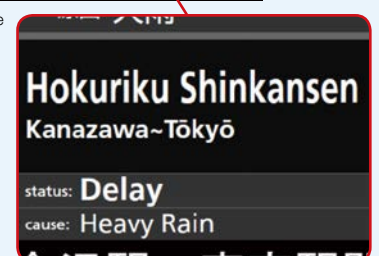 e
Hokuriku Shinkansen
Kanazawa~Tōkyō
status: Delay
cause: Heavy Rain